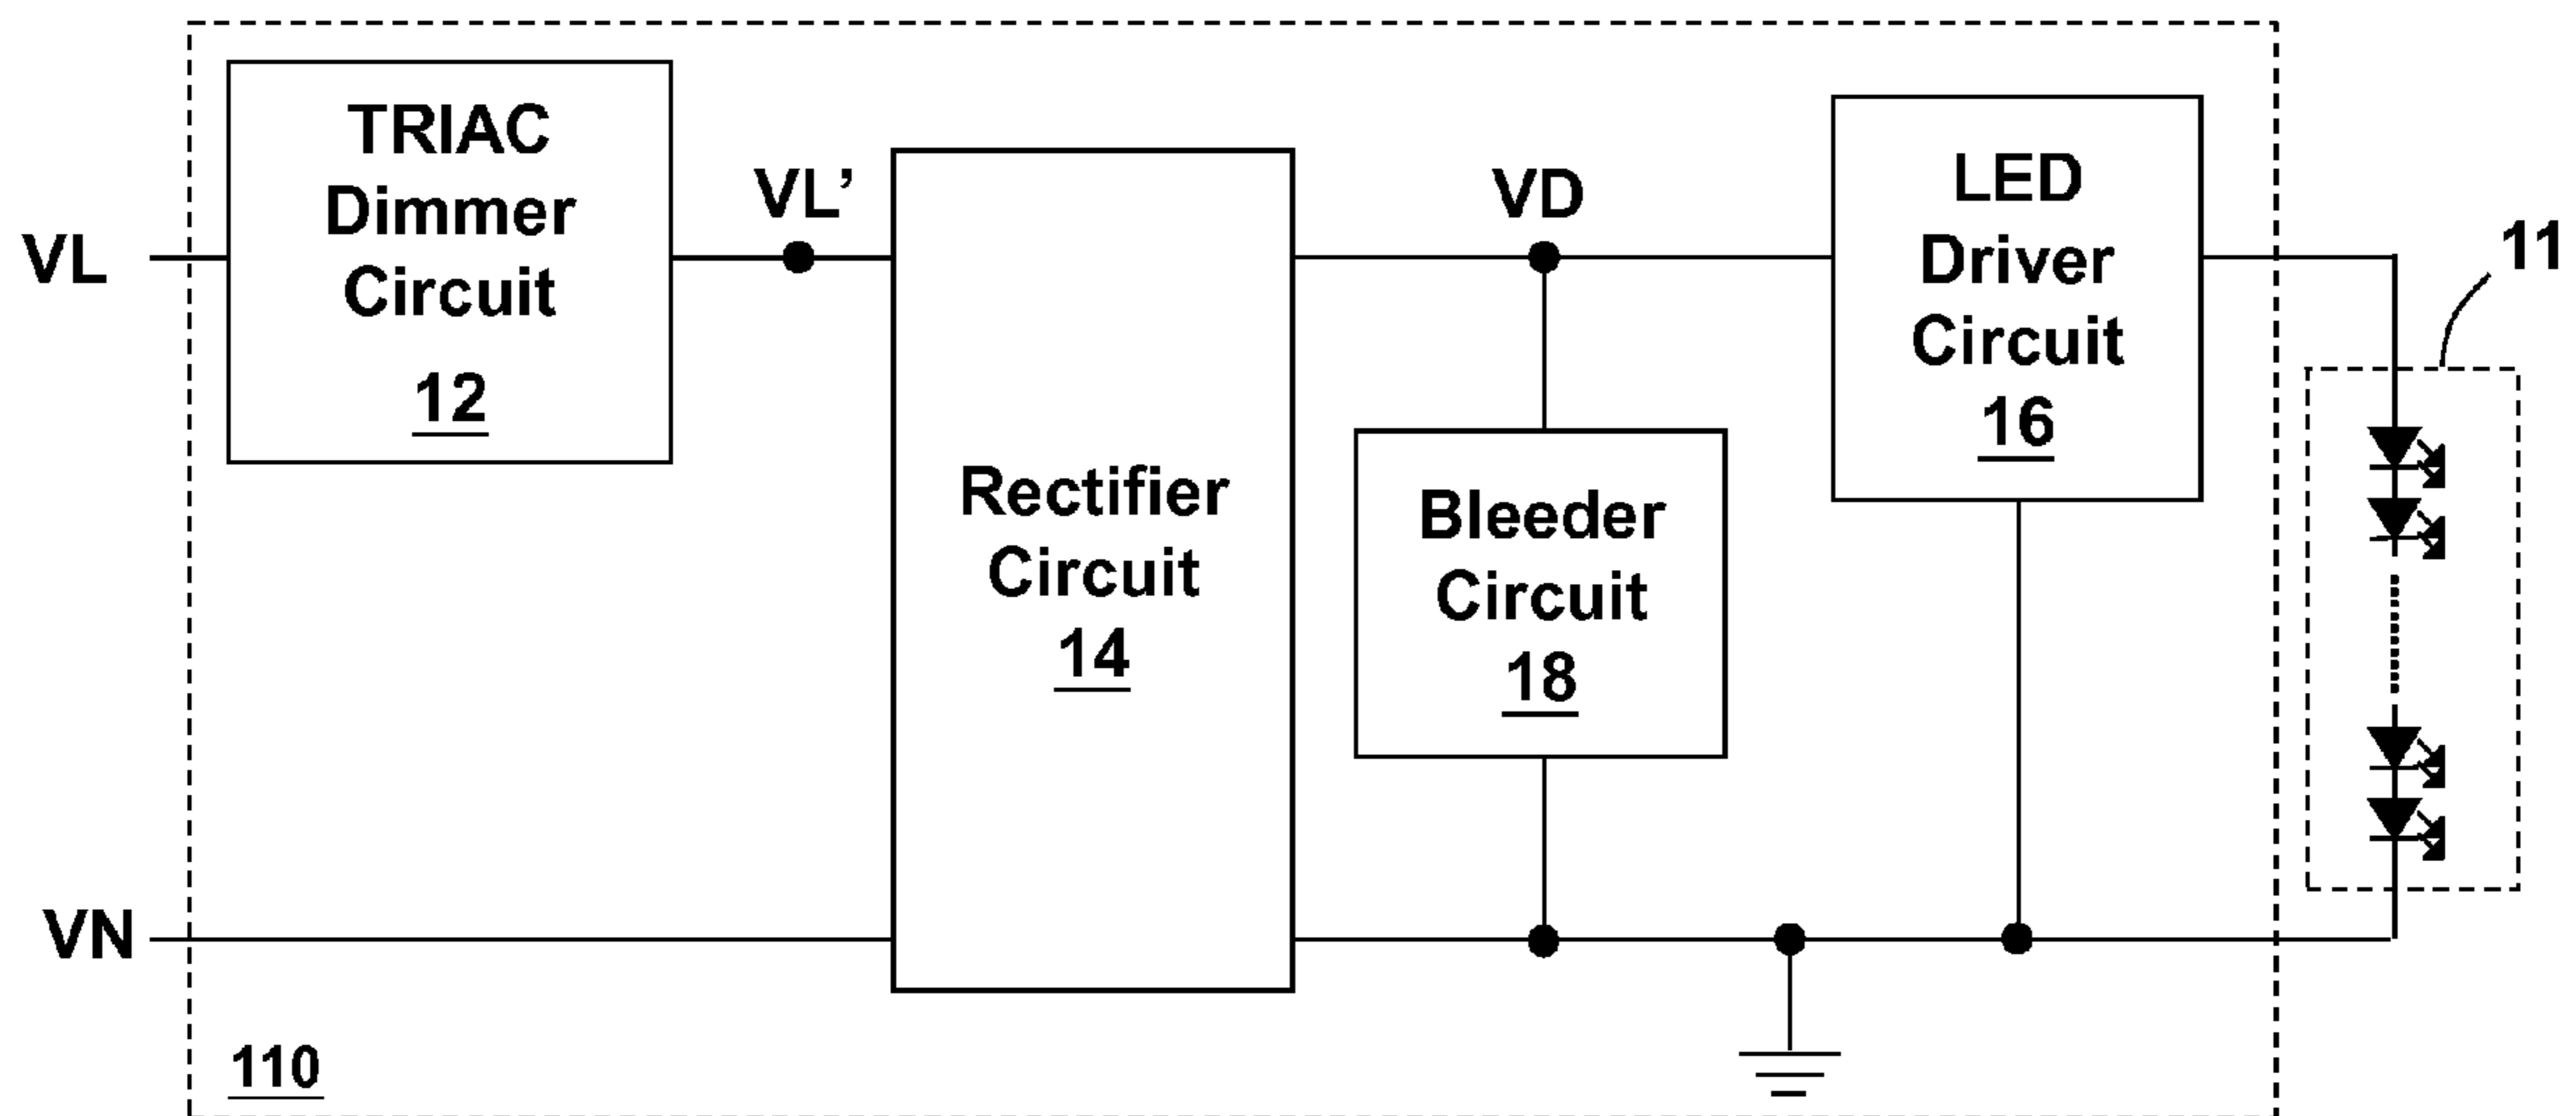 TRIAC
Dimmer
Circuit
12
VL
VL’
Rectifier
Circuit
14
VD
Bleeder
Circuit
18
LED
Driver
Circuit
16
11
VN
110